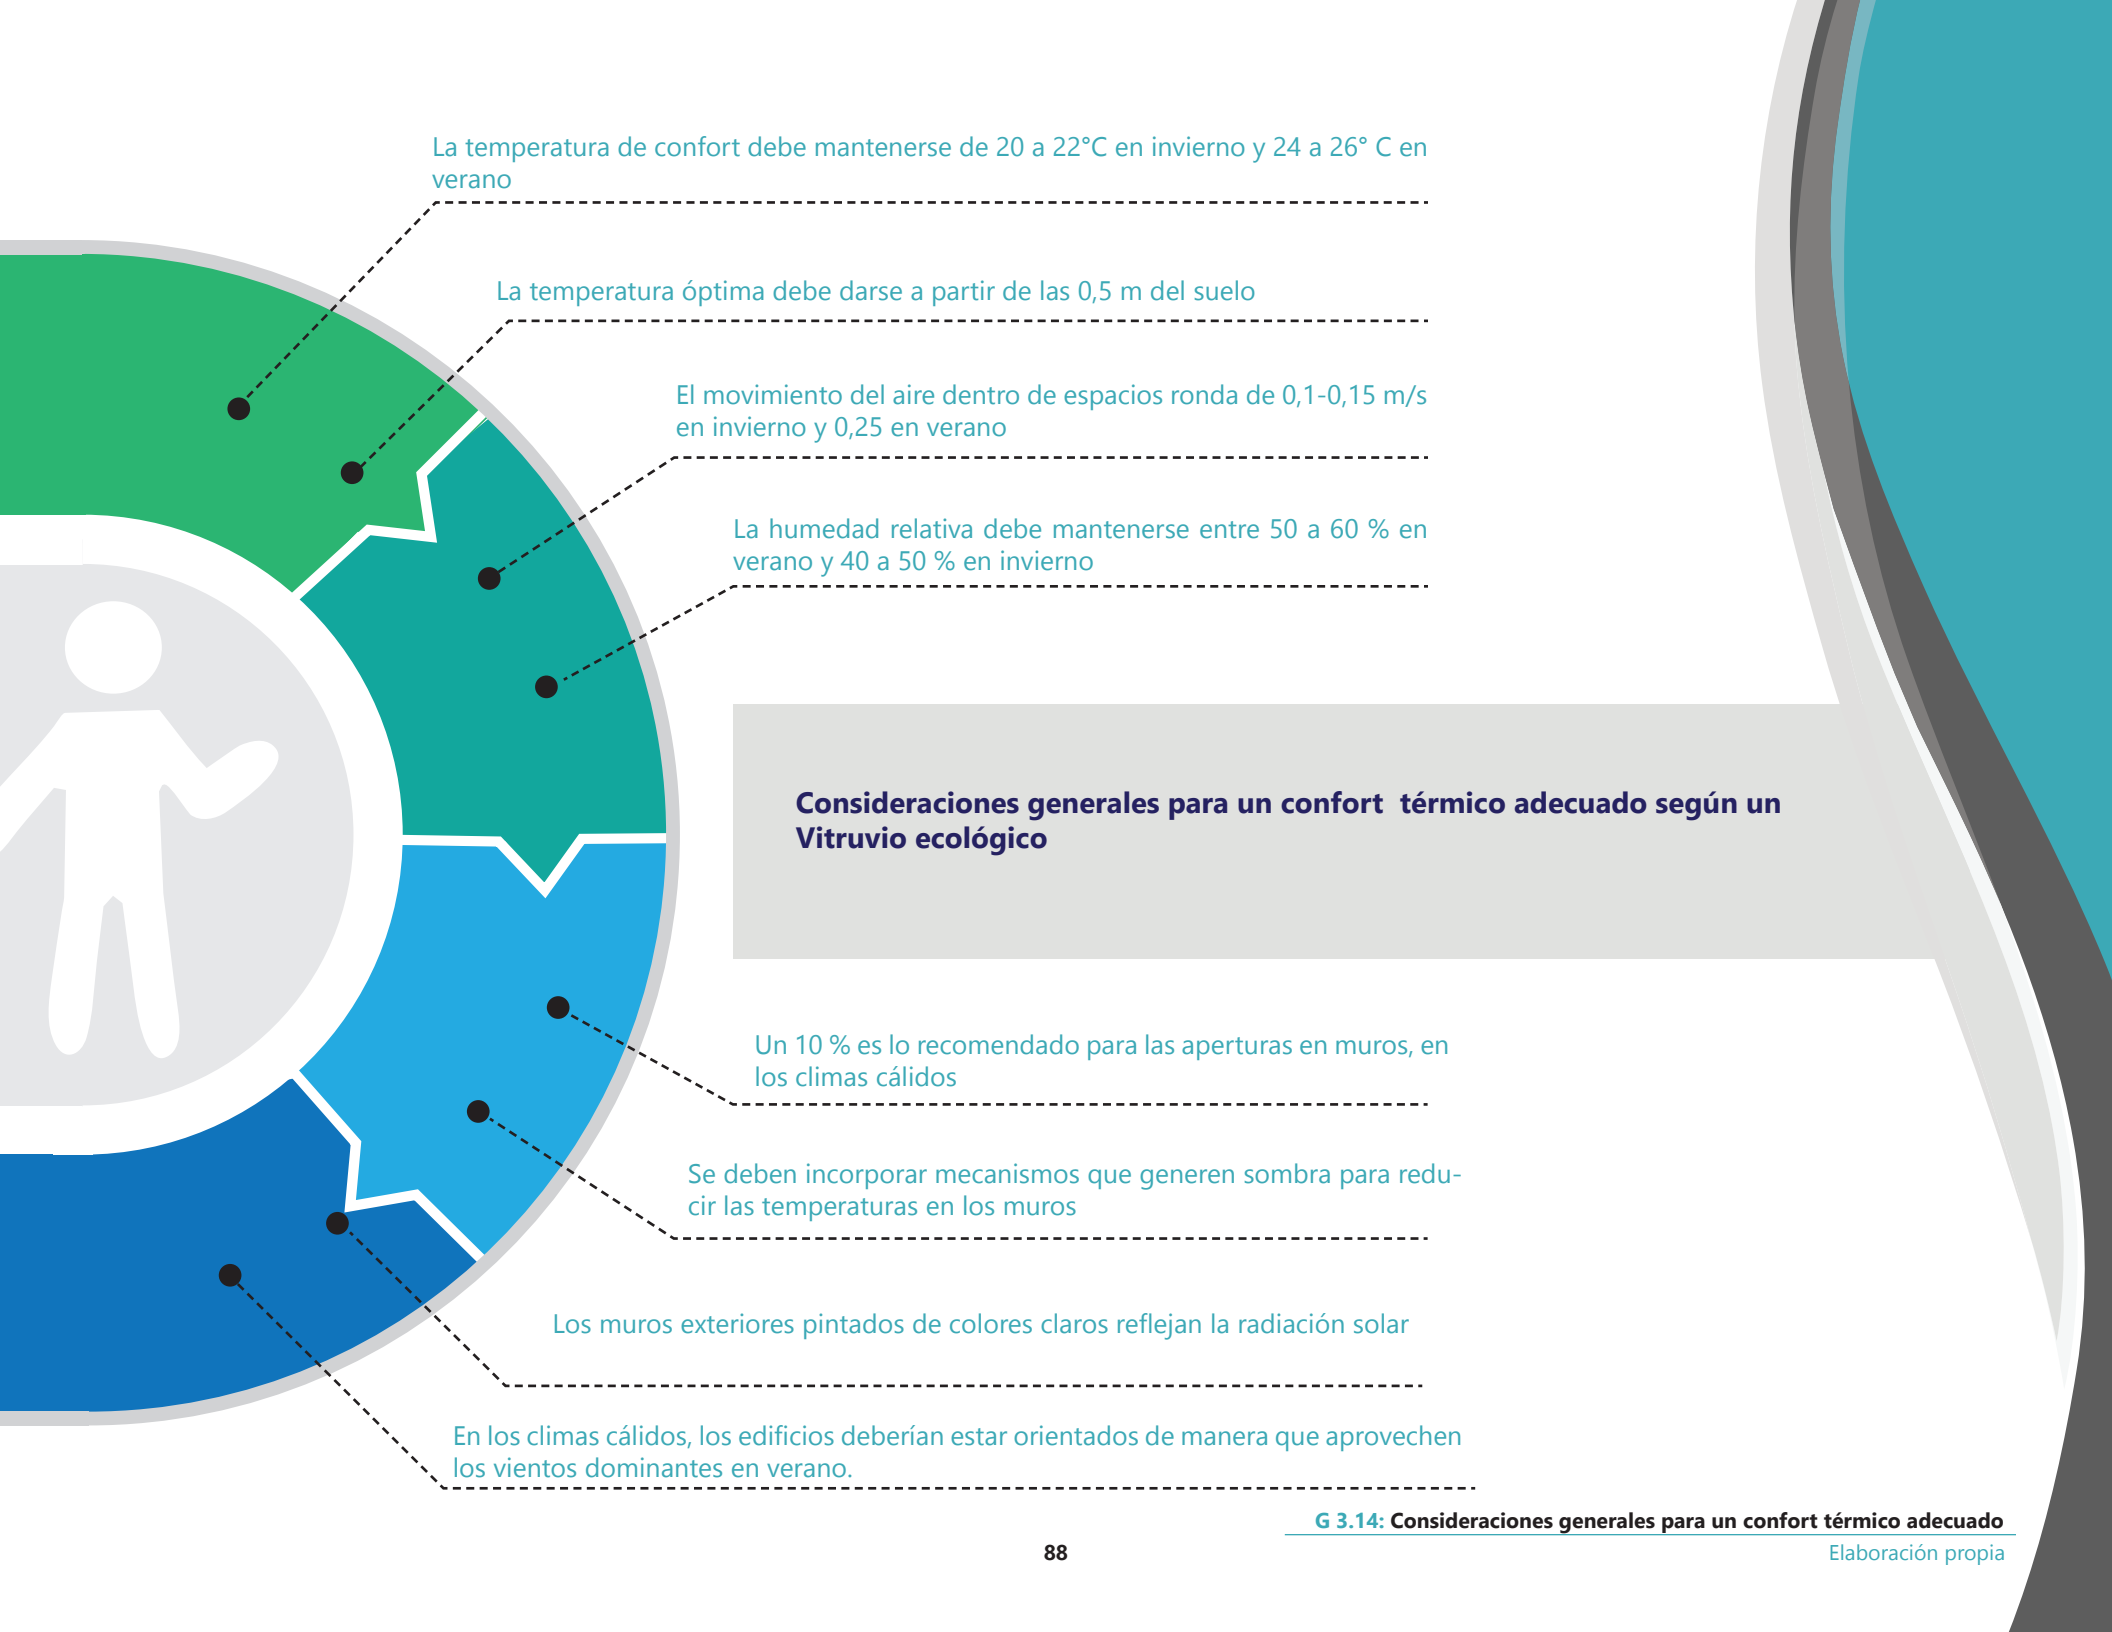 La temperatura de confort debe mantenerse de 20 a 22°C en invierno y 24 a 26° C en
verano
La temperatura óptima debe darse a partir de las 0,5 m del suelo
El movimiento del aire dentro de espacios ronda de 0,1-0,15 m/s
en invierno y 0,25 en verano
La humedad relativa debe mantenerse entre 50 a 60 % en
verano y 40 a 50 % en invierno
Consideraciones generales para un confort  térmico adecuado según un
Vitruvio ecológico
Un 10 % es lo recomendado para las aperturas en muros, en
los climas cálidos
Se deben incorporar mecanismos que generen sombra para redu-
cir las temperaturas en los muros
Los muros exteriores pintados de colores claros reflejan la radiación solar
En los climas cálidos, los edificios deberían estar orientados de manera que aprovechen
los vientos dominantes en verano.
G 3.14: Consideraciones generales para un confort térmico adecuado
Elaboración propia
88